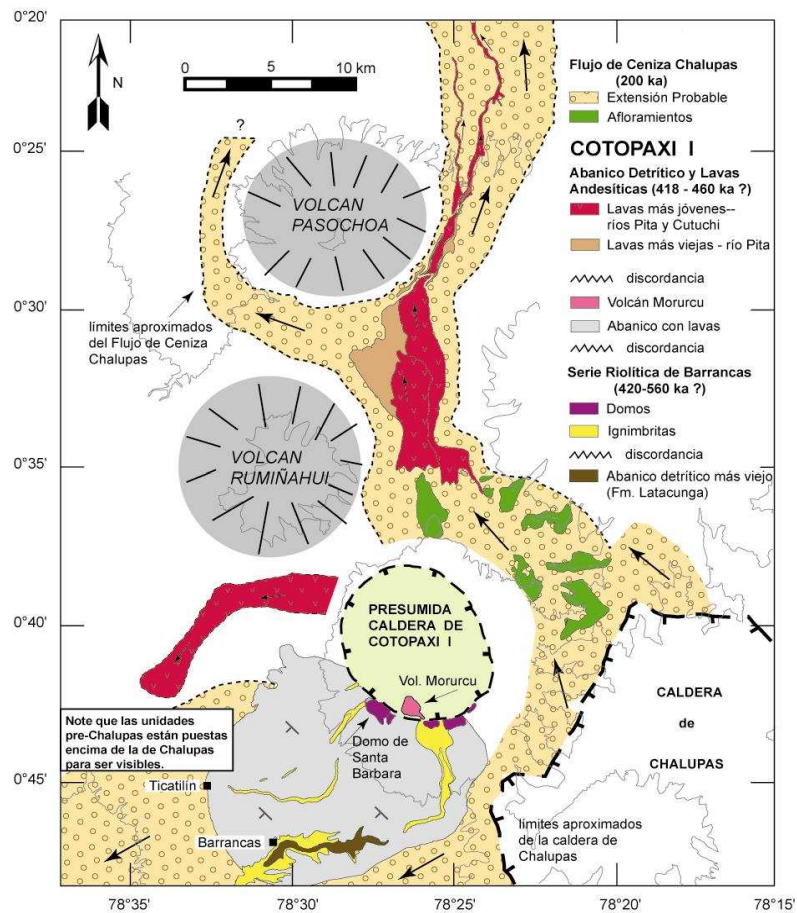 0°20'
0°25'
0°30'
0°35'
0°40'
0°45'
N
0 5 10 km
?
VOLCAN
PASOCHOA
límites aproximados
del Flujo de Ceniza
Chalupas
VOLCAN
RUMIÑAHUI
PRESUMIDA
CALDERA DE
COTOPAXI I
Vol. Morurcu
Note que las unidades
pre-Chalupas están puestas
encima de la de Chalupas
para ser visibles.
Domo de
Santa
Barbara
Ticatilín
Barrancas
CALDERA
de
CHALUPAS
límites aproximados
de la caldera de
Chalupas
Flujo de Ceniza Chalupas
(200 ka)
Extensión Probable
Afloramientos
COTOPAXI I
Abanico Detrítico y Lavas
Andesíticas (418 - 460 ka ?)
Lavas más jóvenes--
ríos Pita y Cutuchi
Lavas más viejas - río Pita
discordancia
Volcán Morurcu
Abanico con lavas
discordancia
Serie Riolítica de Barrancas
(420-560 ka ?)
Domos
Ignimbritas
discordancia
Abanico detrítico más viejo
(Fm. Latacunga)
78°35' 78°30' 78°25' 78°20' 78°15'